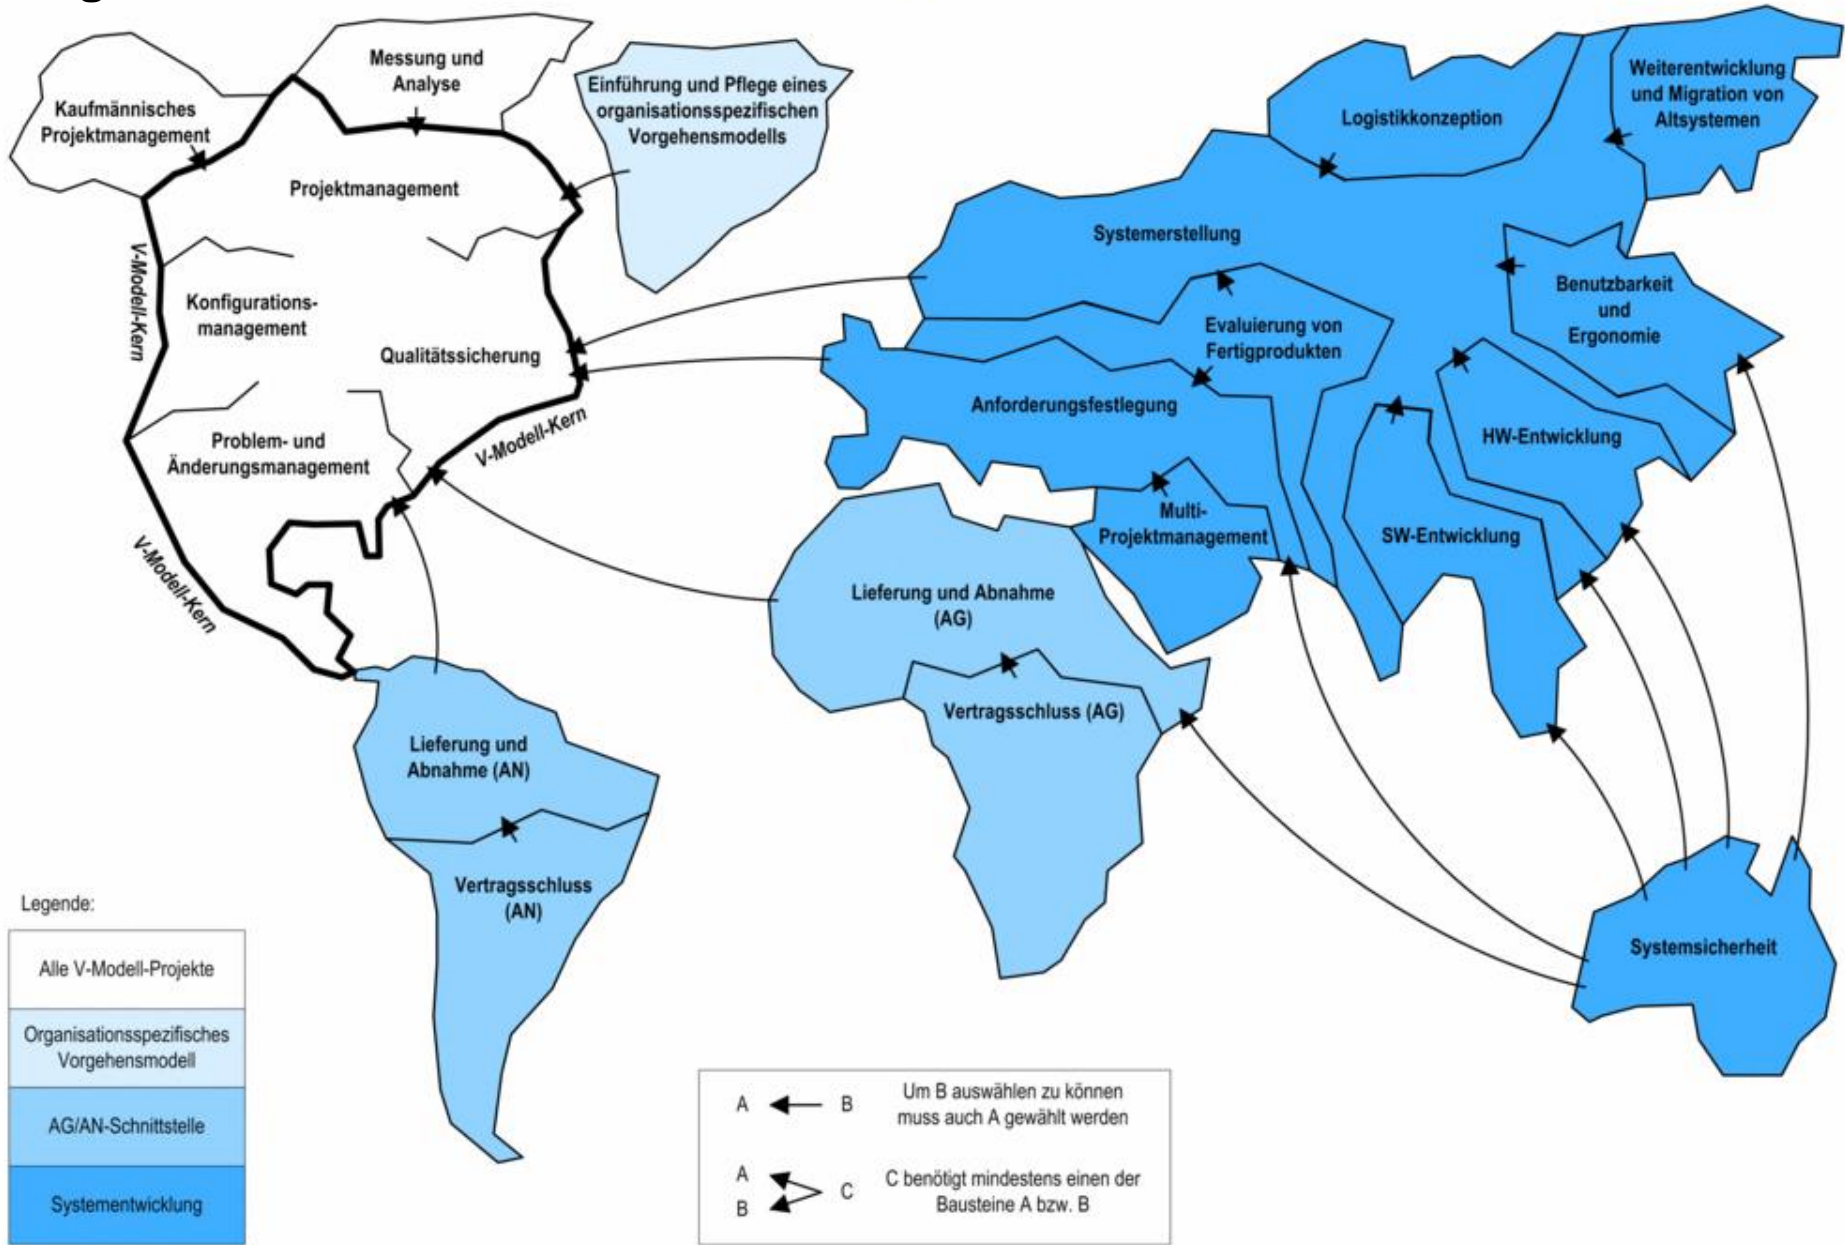 Messung und
Analyse
Kaufmännisches
Projektmanagement
Einführung und Pflege eines
organisationsspezifischen
Vorgehensmodells
Projektmanagement
V-Modell-Kern
Konfigurations-
management
Qualitätssicherung
Problem- und
Änderungsmanagement
V-Modell-Kern
V-Modell-Kern
Logistikkonzeption
Weiterentwicklung
und Migration von
Altsystemen
Systemerstellung
Benutzbarkeit
und
Ergonomie
Evaluierung von
Fertigprodukten
Anforderungsfestlegung
HW-Entwicklung
Multi-
Projektmanagement
SW-Entwicklung
Lieferung und Abnahme
(AG)
Vertragsschluss (AG)
Lieferung und
Abnahme (AN)
Vertragsschluss
(AN)
Systemsicherheit
Legende:
Alle V-Modell-Projekte
Organisationsspezifisches
Vorgehensmodell
AG/AN-Schnittstelle
Systementwicklung
A B Um B auswählen zu können
muss auch A gewählt werden
A
B
C
C benötigt mindestens einen der
Bausteine A bzw. B